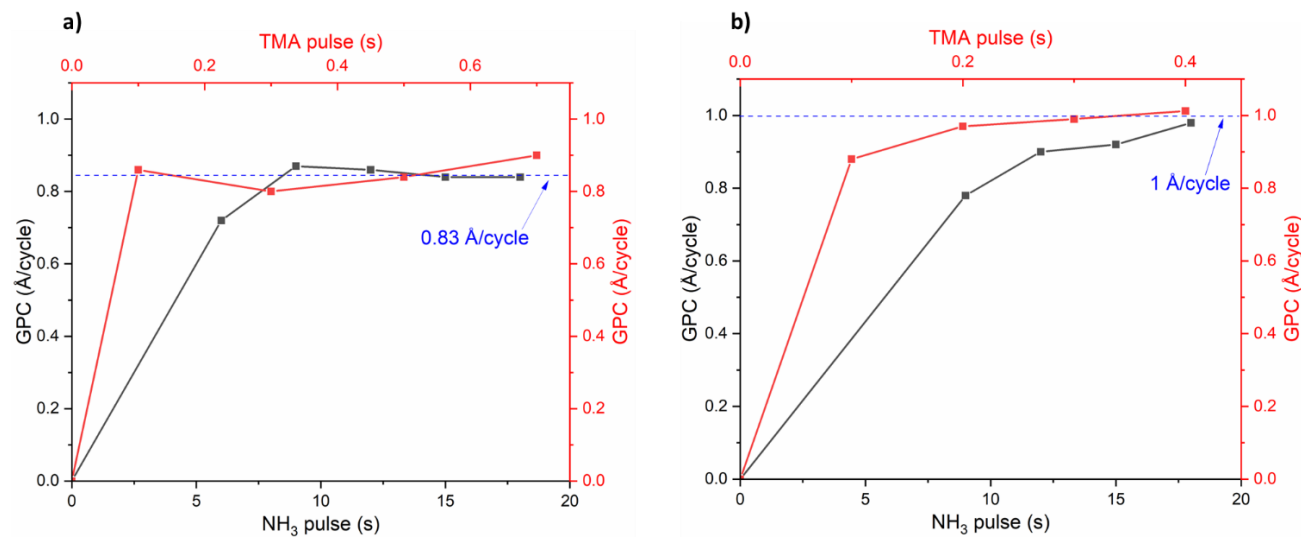 a)
TMA pulse (s)
0.0 0.2 0.4 0.6
GPC (Å/cycle)
1.0 1.0
0.8 0.8
0.83 Å/cycle
0.6 0.6
0.4 0.4
0.2 0.2
0.0 0.0
GPC (Å/cycle)
0 5 10 15 20
NH₃ pulse (s)
b)
TMA pulse (s)
0.0 0.2 0.4
GPC (Å/cycle)
1.0 1.0
1 Å/cycle
0.8 0.8
0.6 0.6
0.4 0.4
0.2 0.2
0.0 0.0
GPC (Å/cycle)
0 5 10 15 20
NH₃ pulse (s)